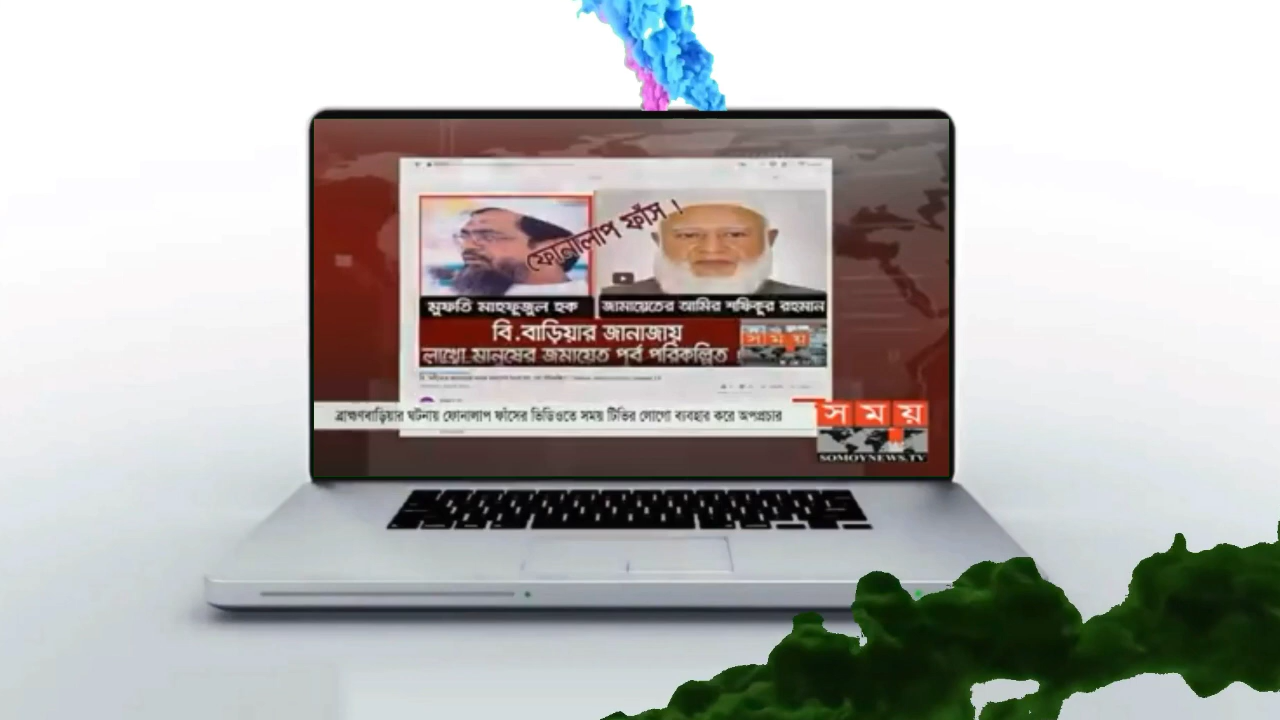 ফোনালাপ ফাঁস ।
মুফতি মাহফুজুল হক
জামায়েতের আমির শফিকুর রহমান
বি.বাড়িয়ার জানাজায়
লাখো মানুষের জমায়েত পূর্ব পরিকল্পিত !
সময়
ব্রাহ্মণবাড়িয়ার ঘটনায় ফোনালাপ ফাঁসের ভিডিওতে সময় টিভির লোগো ব্যবহার করে অপপ্রচার
সময়
SOMOYNEWS.TV